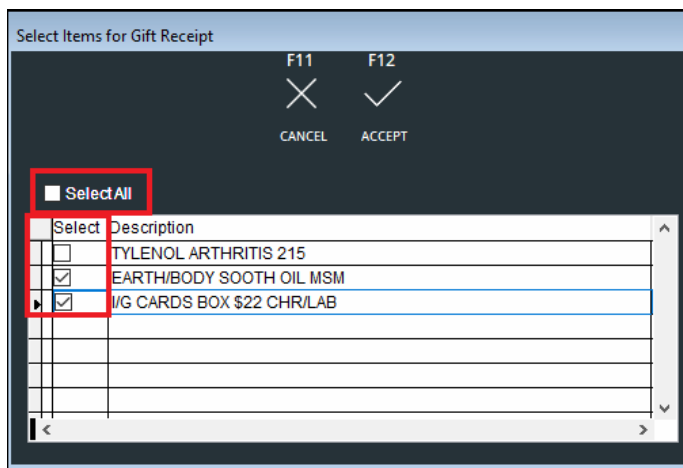 Select Items for Gift Receipt
F11 F12
CANCEL ACCEPT
Select All
Select Description
TYLENOL ARTHRITIS 215
EARTH/BODY SOOTH OIL MSM
I/G CARDS BOX $22 CHR/LAB